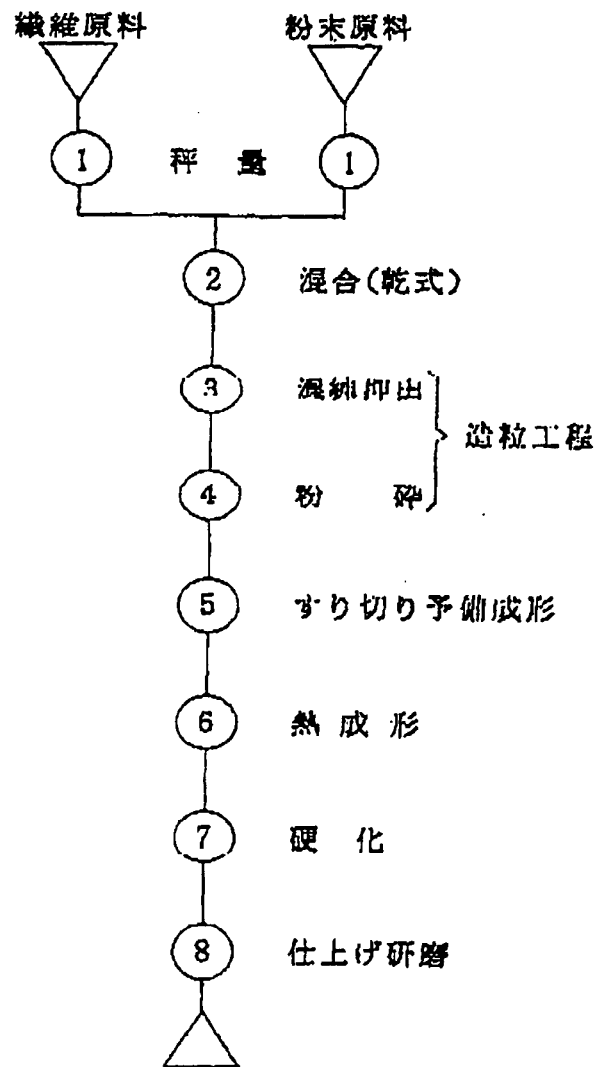 繊維原料 粉末原料
1 秤量 1
2 混合(乾式)
3 混練押出
造粒工程
4 粉砕
5 すり切り予備成形
6 熱成形
7 硬化
8 仕上げ研磨